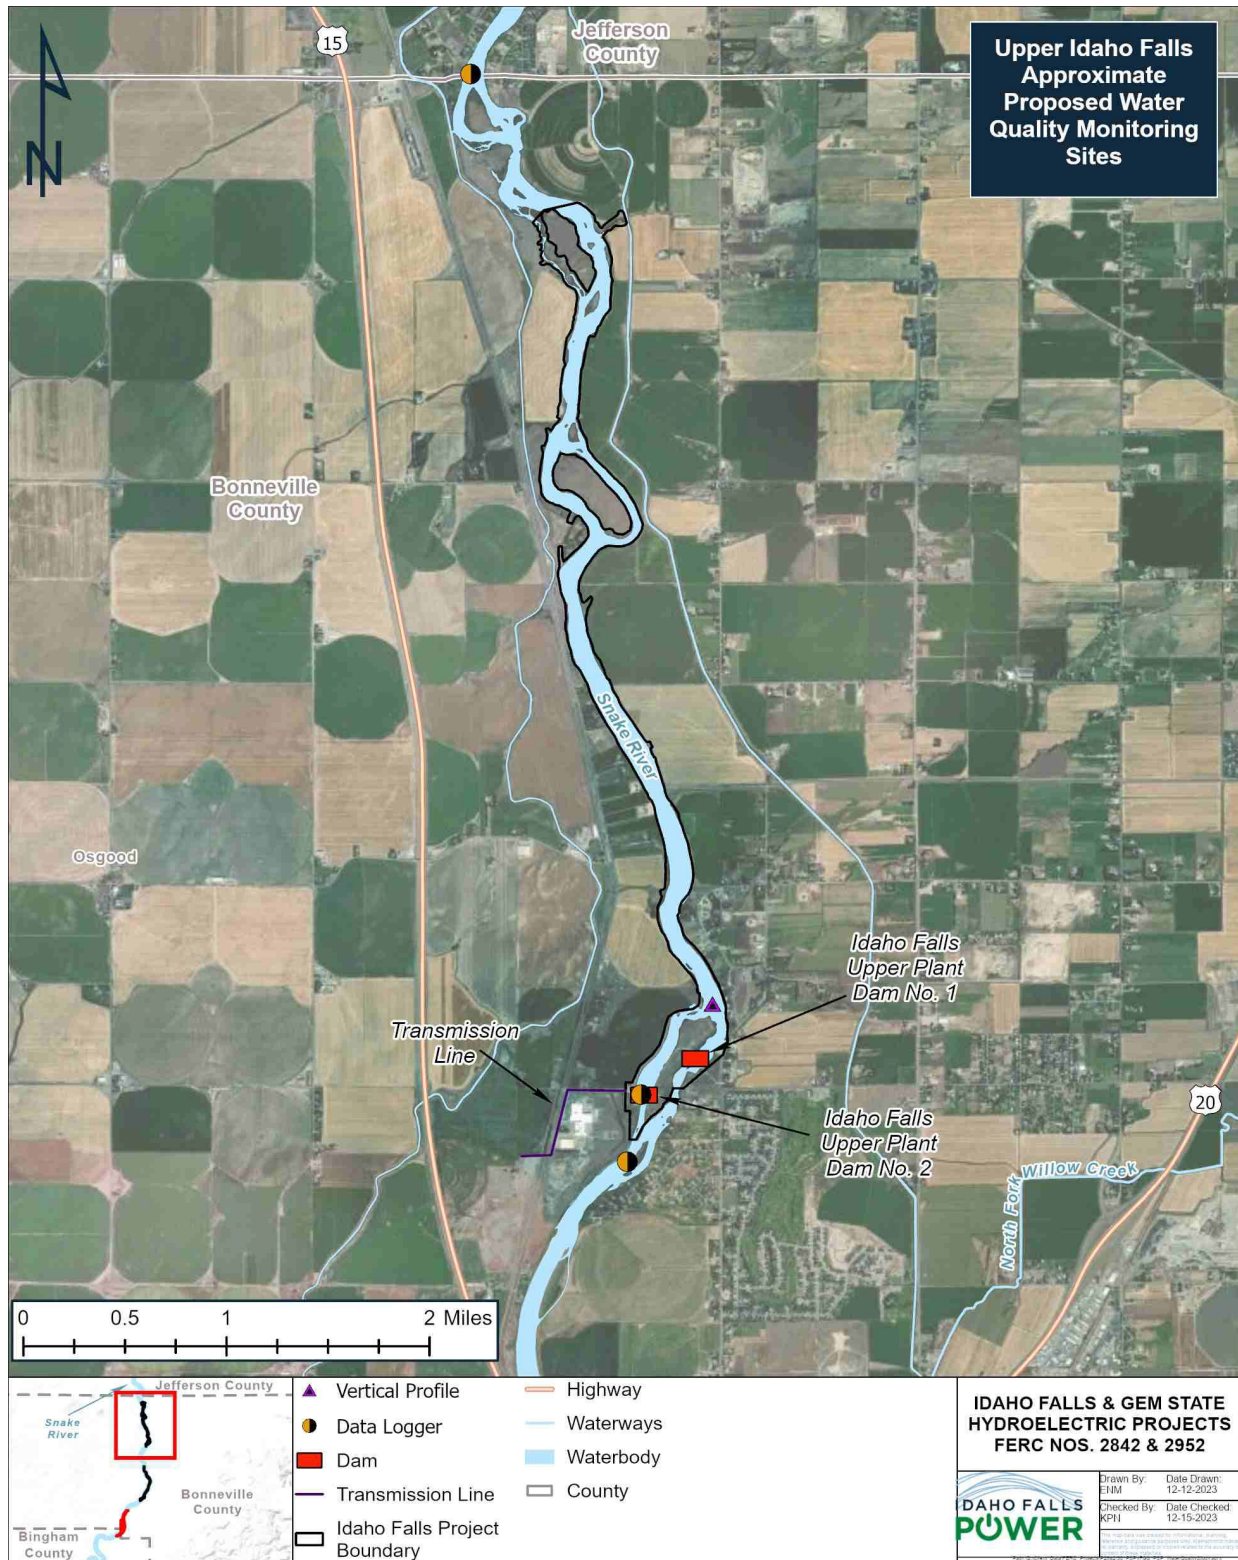 Jefferson
County
15
Upper Idaho Falls
Approximate
Proposed Water
Quality Monitoring
Sites
N
Bonneville
County
Snake River
Osgood
Idaho Falls
Upper Plant
Dam No. 1
Transmission
Line
20
Idaho Falls
Upper Plant
Dam No. 2
North Fork Willow Creek
0 0.5 1 2 Miles
Jefferson County
Snake
River
Bonneville
County
Bingham
County
Vertical Profile
Data Logger
Dam
Transmission Line
Idaho Falls Project
Boundary
Highway
Waterways
Waterbody
County
IDAHO FALLS & GEM STATE
HYDROELECTRIC PROJECTS
FERC NOS. 2842 & 2952
IDAHO FALLS
POWER
Drawn By: Date Drawn:
ENM 12-12-2023
Checked By: Date Checked:
KPN 12-15-2023